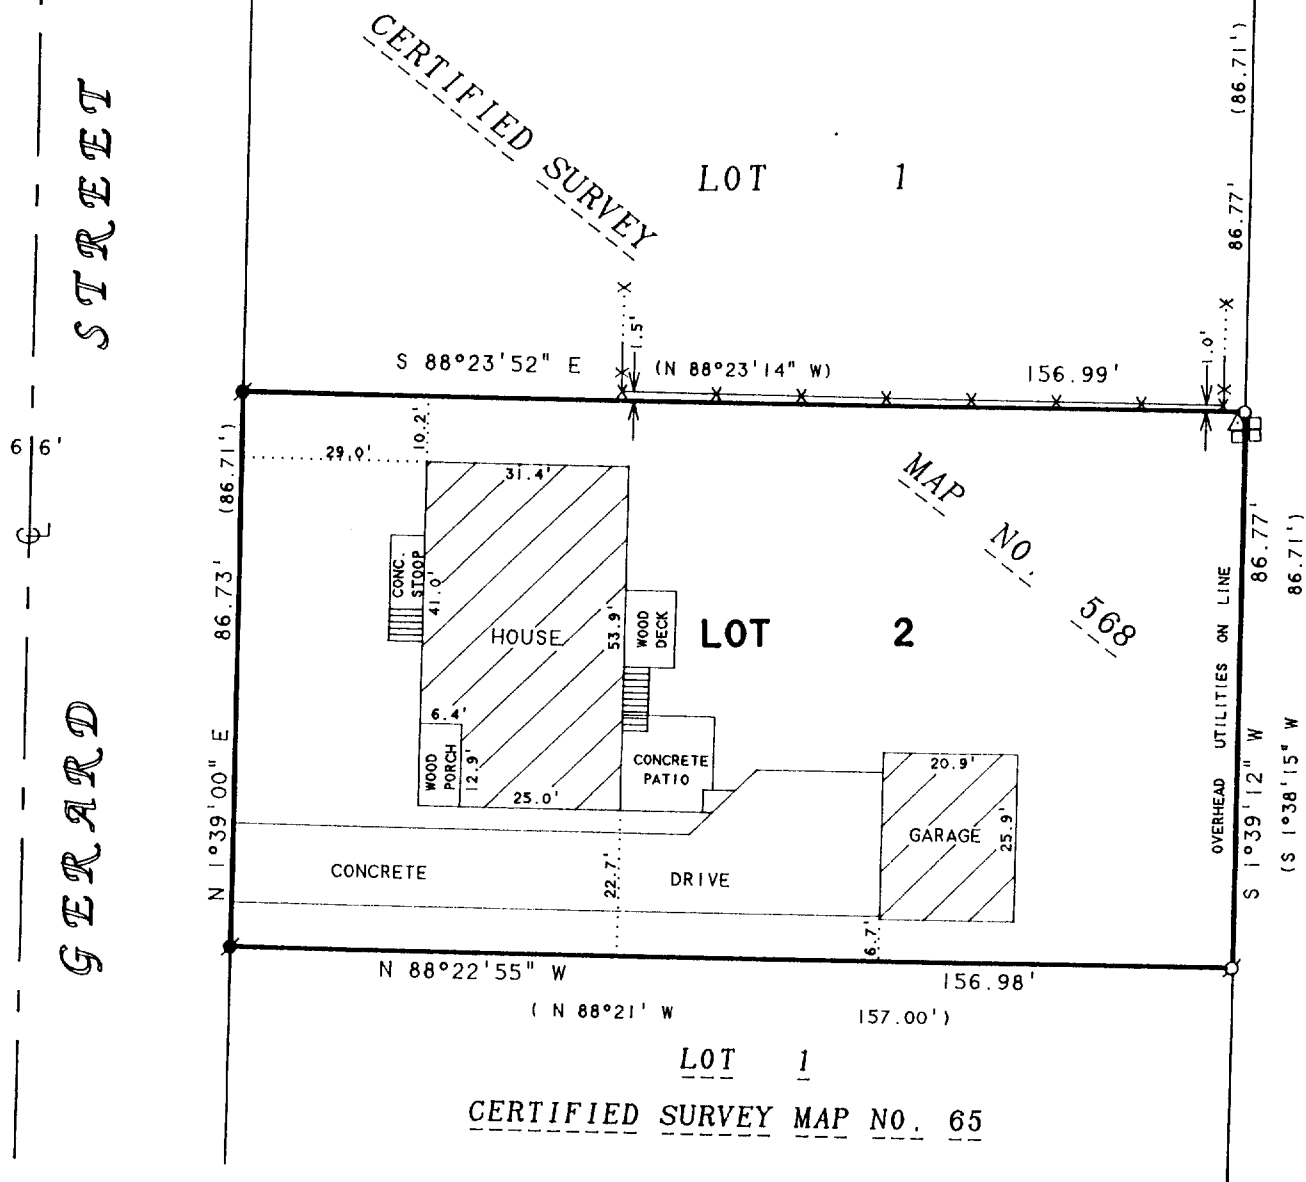 GERARD STREET
66'
℄
CERTIFIED SURVEY
MAP NO. 568
LOT 1
(86.71')
86.77'
S 88°23'52" E
(N 88°23'14" W)
156.99'
1.5'
1.0'
10.2'
29.0'
31.4'
(86.71')
86.73'
N 1°39'00" E
CONC.
STOOP
41.0'
HOUSE
53.9'
WOOD
DECK
LOT 2
6.4'
WOOD
PORCH
12.9'
25.0'
CONCRETE
PATIO
20.9'
GARAGE
25.9'
CONCRETE DRIVE
22.7'
6.7'
OVERHEAD UTILITIES ON LINE
S 1°39'12" W
86.77'
(S 1°38'15" W
86.71')
N 88°22'55" W
156.98'
( N 88°21' W
157.00')
LOT 1
CERTIFIED SURVEY MAP NO. 65